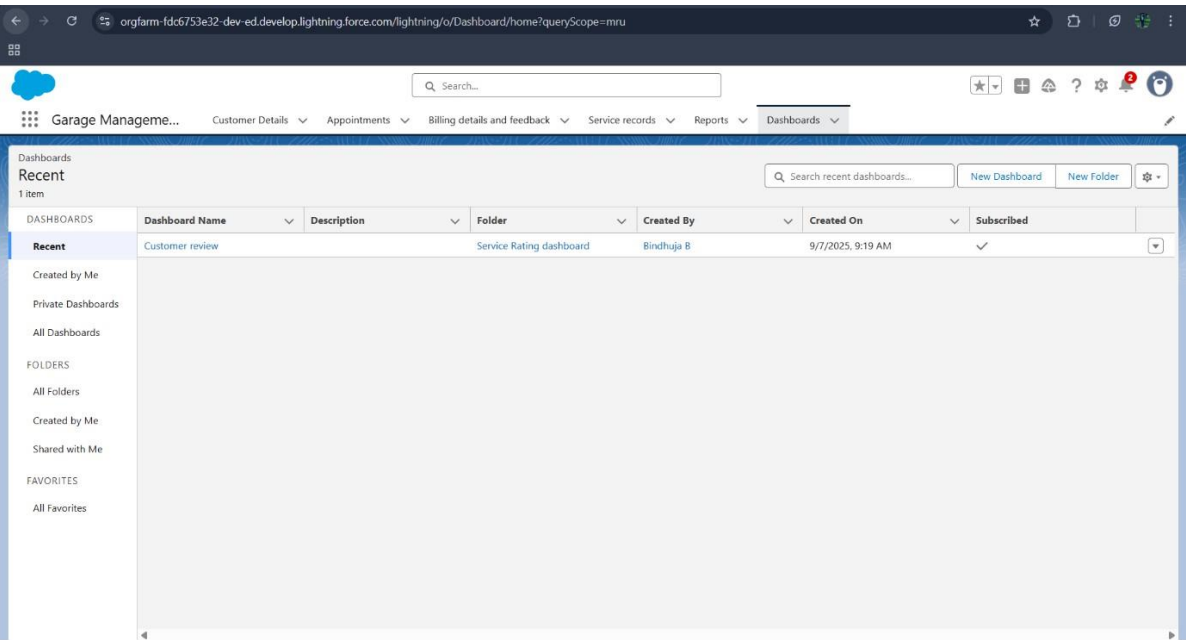 orgfarm-fdc6753e32-dev-ed.develop.lightning.force.com/lightning/o/Dashboard/home?queryScope=mru
Search...
2
Garage Manageme...
Customer Details
Appointments
Billing details and feedback
Service records
Reports
Dashboards
Dashboards
Recent
1 item
Search recent dashboards...
New Dashboard
New Folder
DASHBOARDS
Recent
Created by Me
Private Dashboards
All Dashboards
FOLDERS
All Folders
Created by Me
Shared with Me
FAVORITES
All Favorites
Dashboard Name Description Folder Created By Created On Subscribed
Customer review Service Rating dashboard Bindhuja B 9/7/2025, 9:19 AM